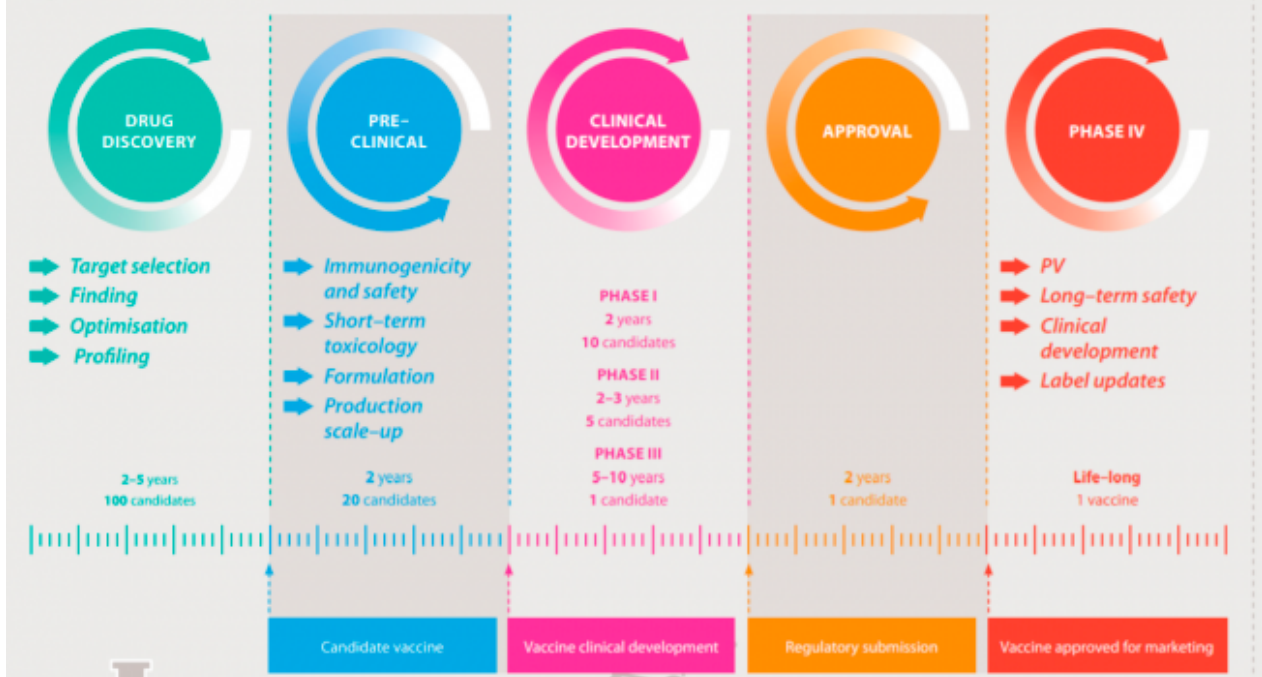 DRUG
DISCOVERY
Target selection
Finding
Optimisation
Profiling
2–5 years
100 candidates
PRE–
CLINICAL
Immunogenicity
and safety
Short–term
toxicology
Formulation
Production
scale–up
2 years
20 candidates
CLINICAL
DEVELOPMENT
PHASE I
2 years
10 candidates
PHASE II
2–3 years
5 candidates
PHASE III
5–10 years
1 candidate
APPROVAL
2 years
1 candidate
PHASE IV
PV
Long–term safety
Clinical
development
Label updates
Life–long
1 vaccine
Candidate vaccine
Vaccine clinical development
Regulatory submission
Vaccine approved for marketing